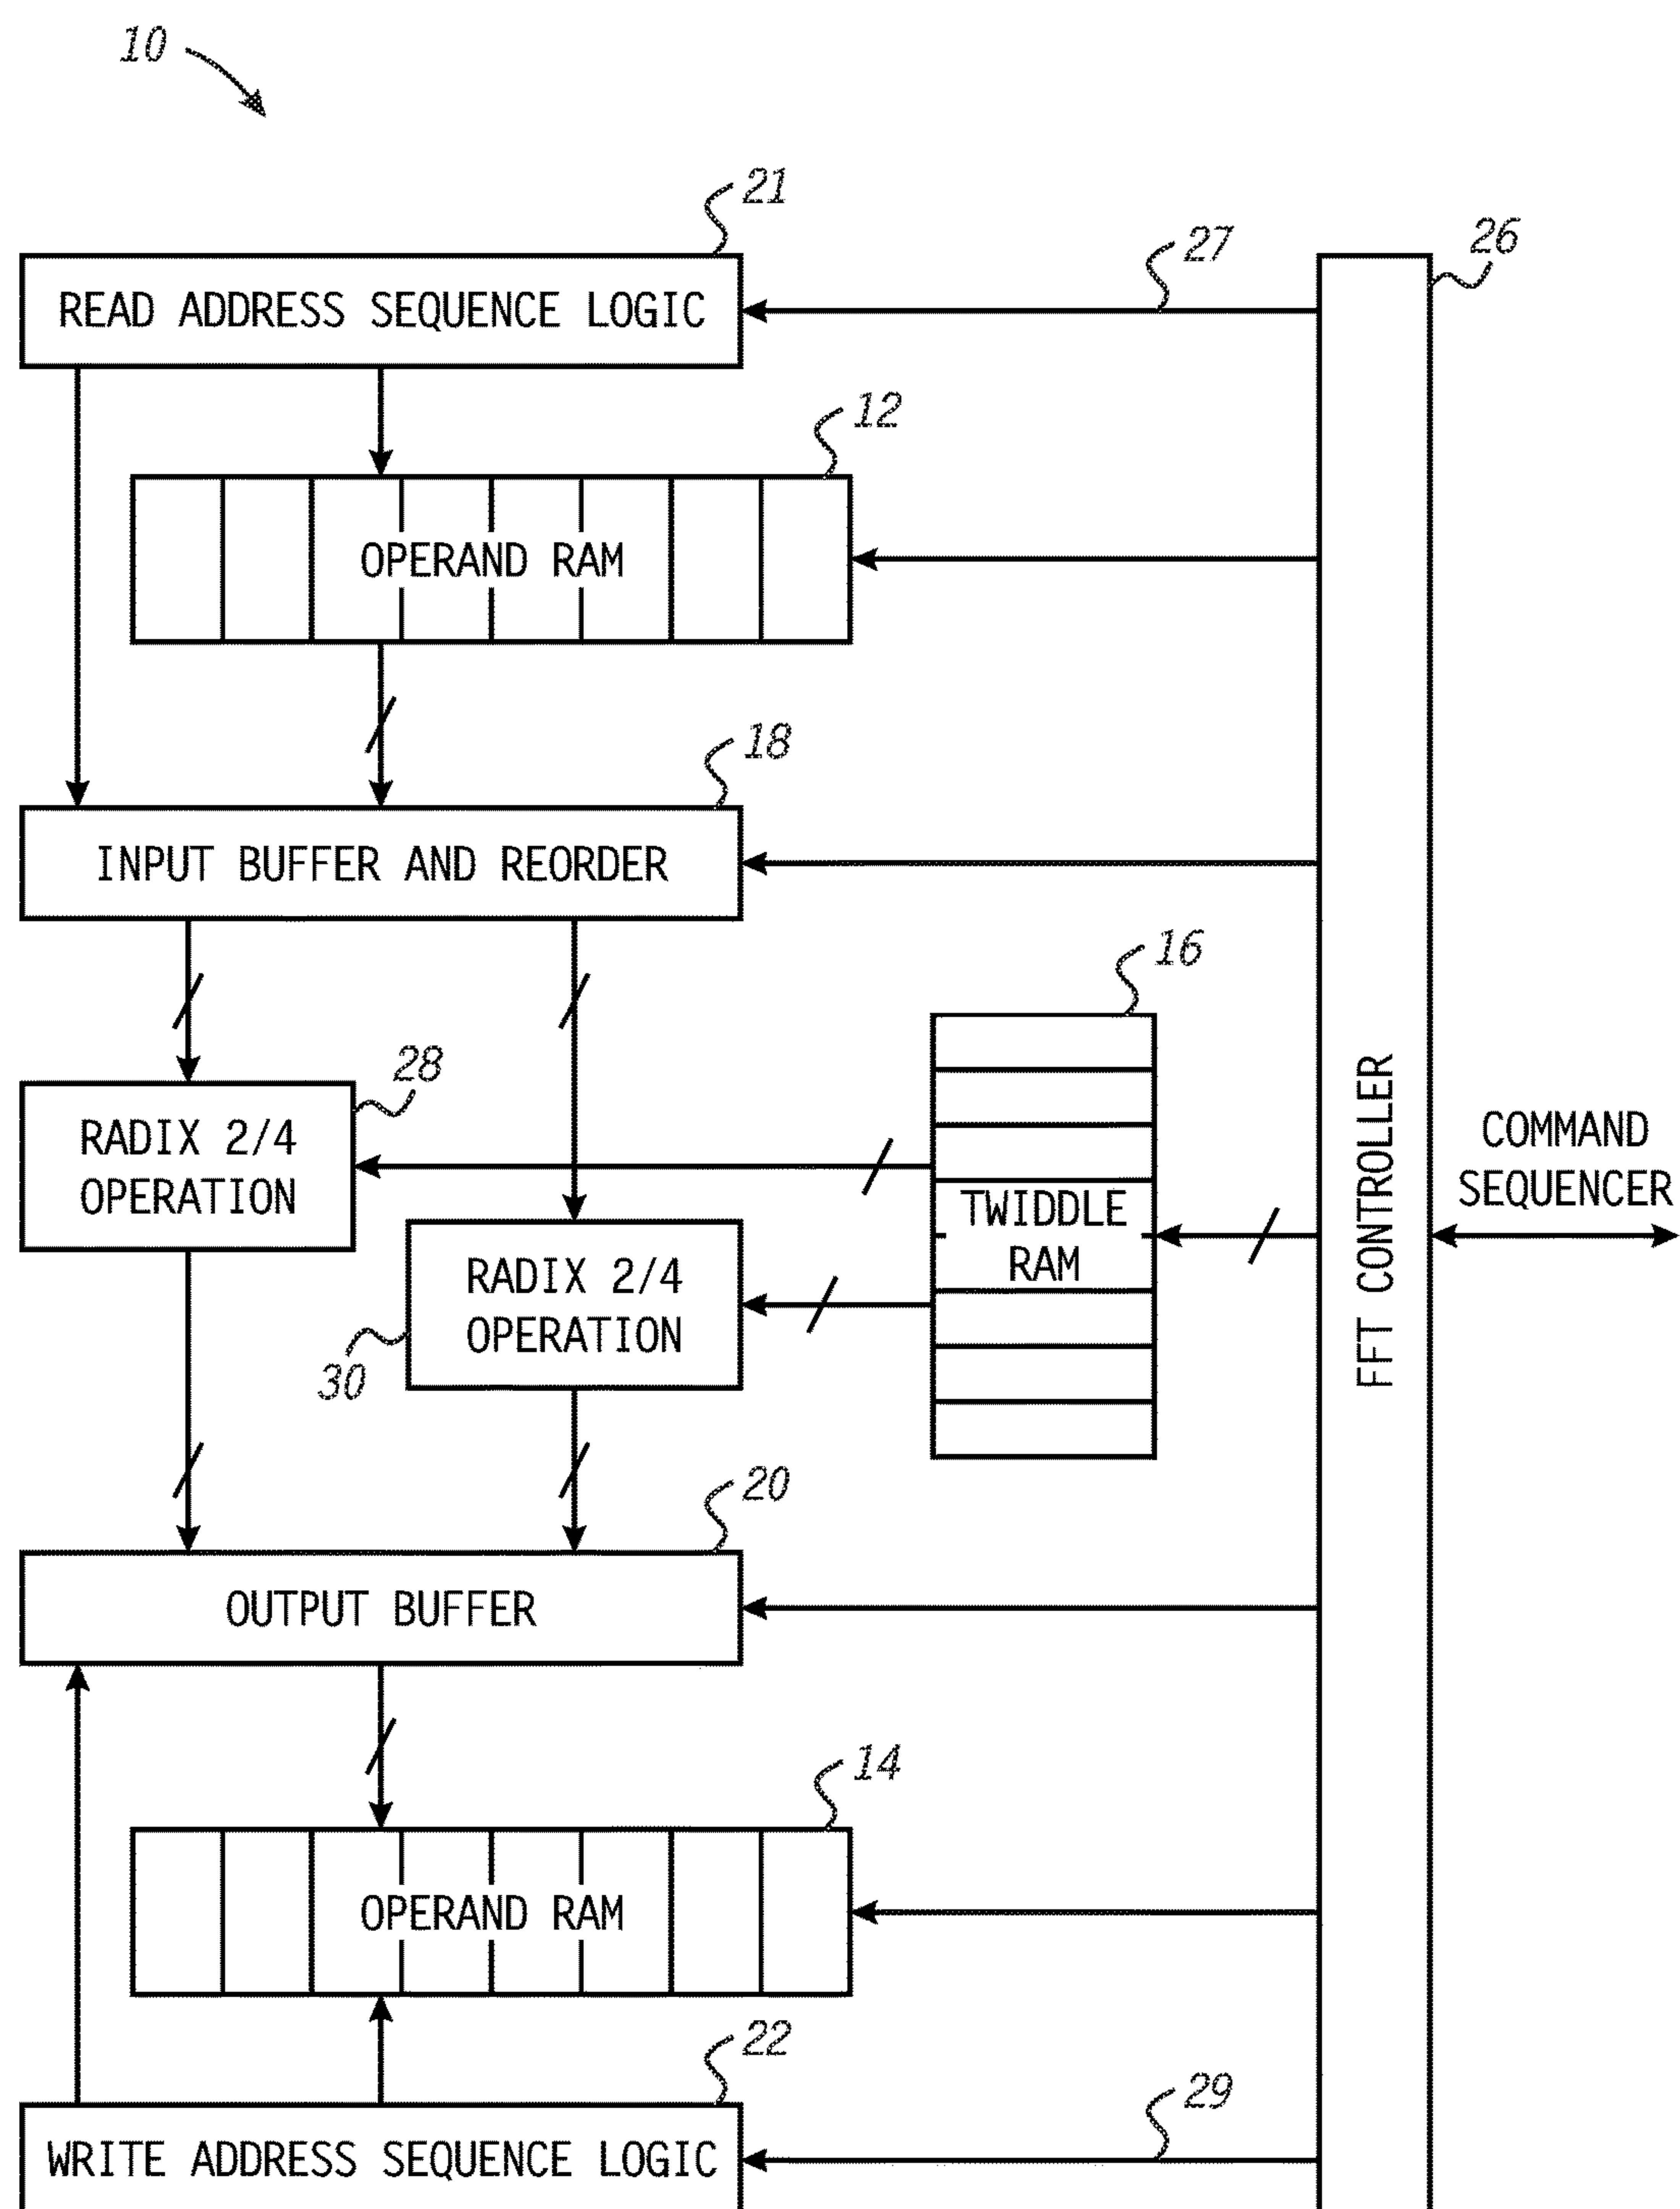 10
21
27
26
READ ADDRESS SEQUENCE LOGIC
12
OPERAND RAM
18
INPUT BUFFER AND REORDER
16
28
RADIX 2/4
OPERATION
TWIDDLE
RAM
FFT CONTROLLER
COMMAND
SEQUENCER
RADIX 2/4
OPERATION
30
20
OUTPUT BUFFER
14
OPERAND RAM
22
29
WRITE ADDRESS SEQUENCE LOGIC